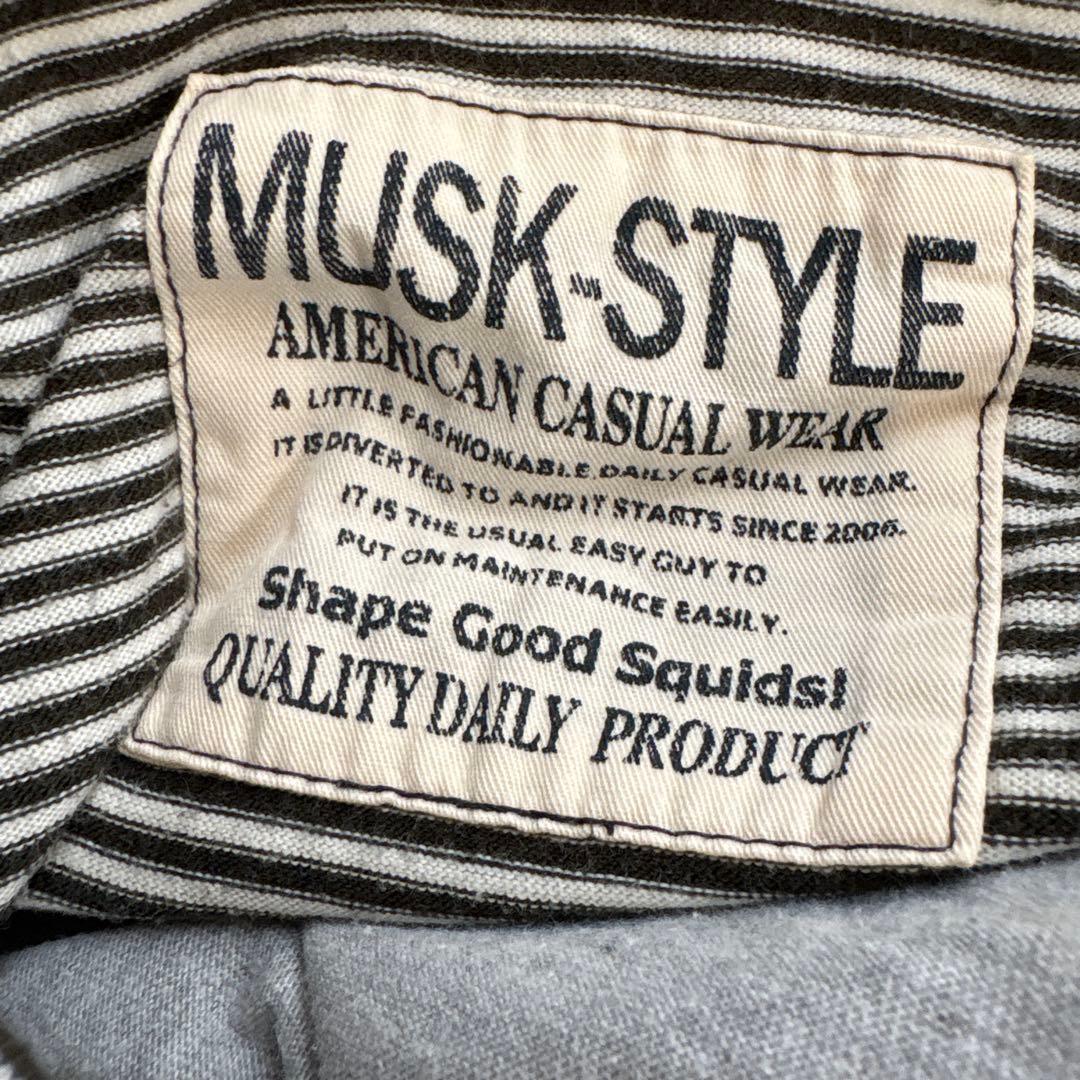 MUSK-STYLE
AMERICAN CASUAL WEAR
A LITTLE FASHIONABLE DAILY CASUAL WEAR.
IT IS DIVERTED TO AND IT STARTS SINCE 2006.
IT IS THE USUAL EASY GUY TO
PUT ON MAINTENANCE EASILY.
Shape Good Squids!
QUALITY DAILY PRODUCT